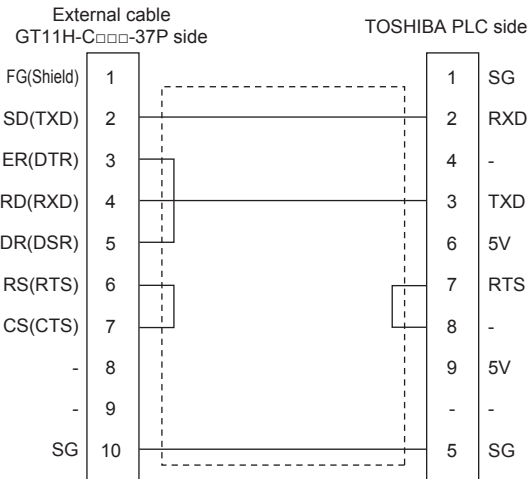 External cable
GT11H-C□□□-37P side
TOSHIBA PLC side
FG(Shield) 1 1 SG
SD(TXD) 2 2 RXD
ER(DTR) 3 4 -
RD(RXD) 4 3 TXD
DR(DSR) 5 6 5V
RS(RTS) 6 7 RTS
CS(CTS) 7 8 -
- 8 9 5V
- 9 - -
SG 10 5 SG